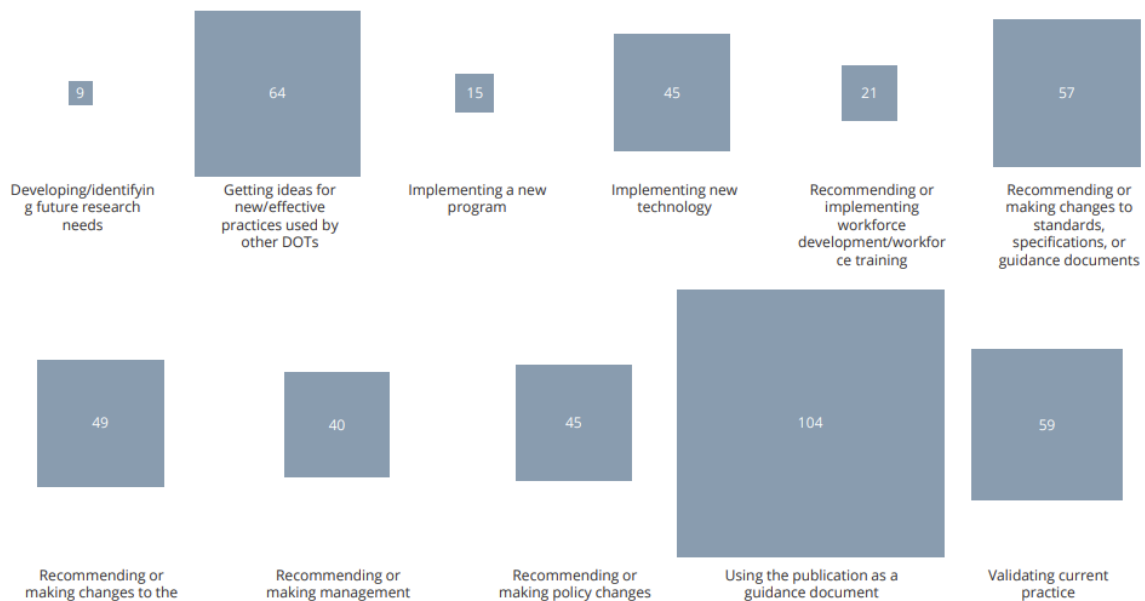 9
64
15
45
21
57
Developing/identifyin
g future research
needs
Getting ideas for
new/effective
practices used by
other DOTs
Implementing a new
program
Implementing new
technology
Recommending or
implementing
workforce
development/workfor
ce training
Recommending or
making changes to
standards,
specifications, or
guidance documents
49
40
45
104
59
Recommending or
making changes to the
Recommending or
making management
Recommending or
making policy changes
Using the publication as a
guidance document
Validating current
practice